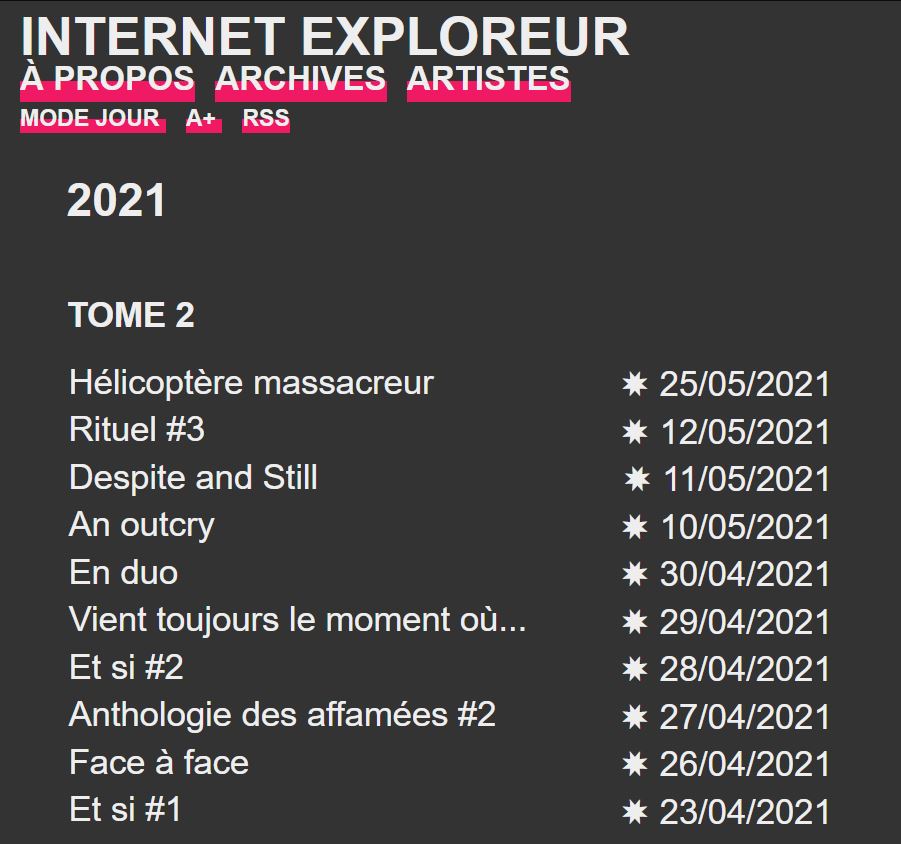 INTERNET EXPLOREUR
À PROPOS ARCHIVES ARTISTES
MODE JOUR A+ RSS
2021
TOME 2
Hélicoptère massacreur ✷ 25/05/2021
Rituel #3 ✷ 12/05/2021
Despite and Still ✷ 11/05/2021
An outcry ✷ 10/05/2021
En duo ✷ 30/04/2021
Vient toujours le moment où... ✷ 29/04/2021
Et si #2 ✷ 28/04/2021
Anthologie des affamées #2 ✷ 27/04/2021
Face à face ✷ 26/04/2021
Et si #1 ✷ 23/04/2021